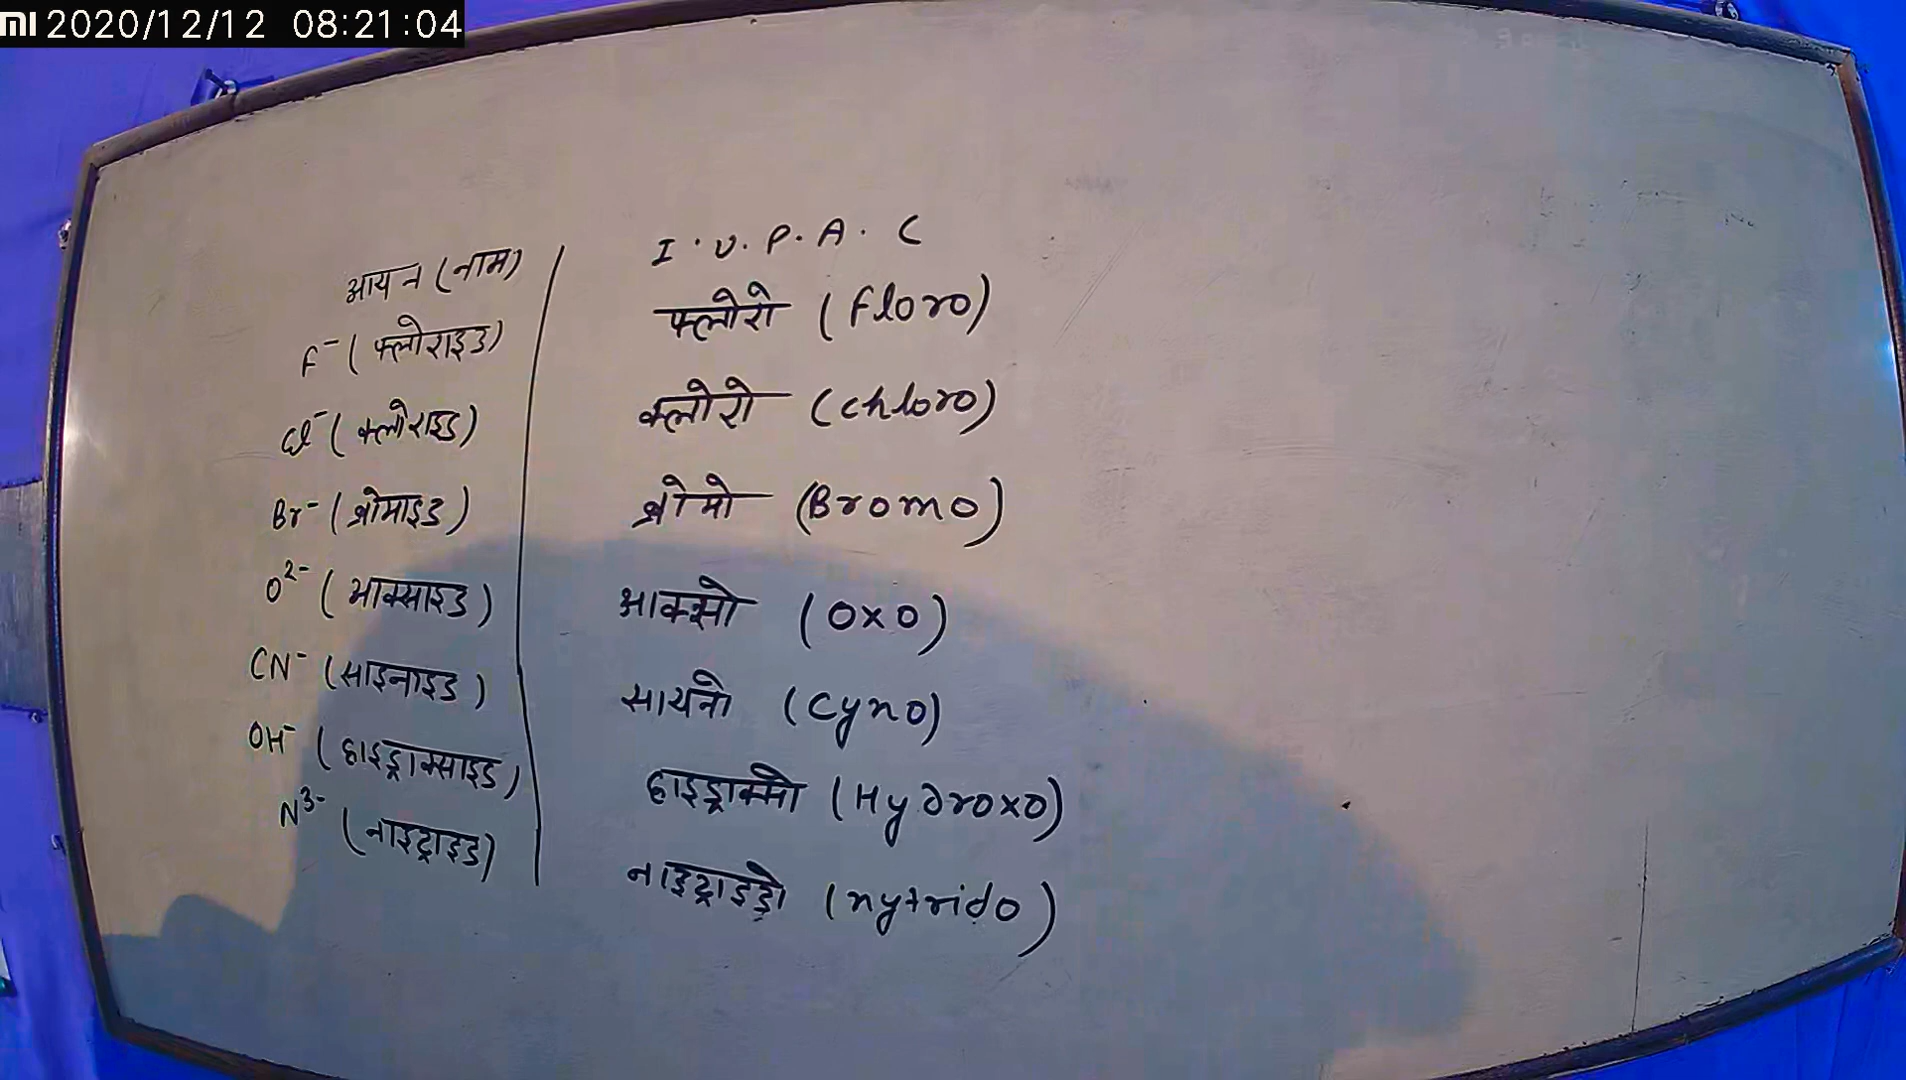 MI 2020/12/12 08:21:04
आयन (नाम) I.U.P.A.C
F⁻ (फ्लोराइड) फ्लोरो (Floro)
Cl⁻ (क्लोराइड) क्लोरो (Chloro)
Br⁻ (ब्रोमाइड) ब्रोमो (Bromo)
O²⁻ (आक्साइड) आक्सो (Oxo)
CN⁻ (साइनाइड) सायनो (Cyno)
OH⁻ (हाइड्राक्साइड) हाइड्राक्सो (Hydroxo)
N³⁻ (नाइट्राइड) नाइट्राइडो (nytrido)